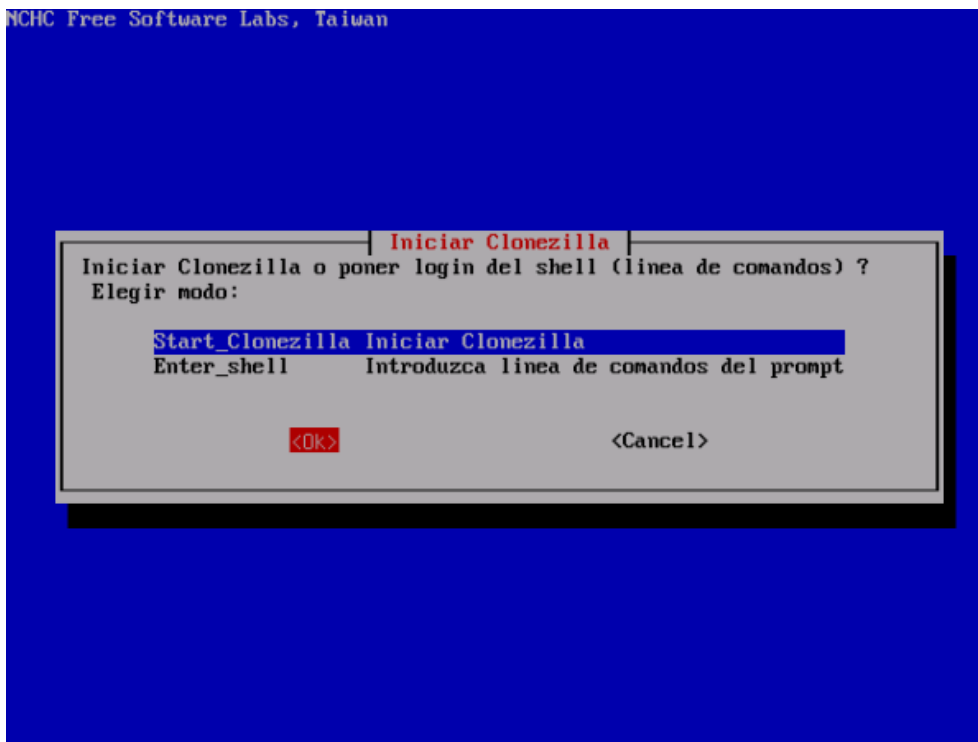 NCHC Free Software Labs, Taiwan
Iniciar Clonezilla
Iniciar Clonezilla o poner login del shell (linea de comandos) ?
Elegir modo:
Start_Clonezilla Iniciar Clonezilla
Enter_shell Introduzca linea de comandos del prompt
<Ok> <Cancel>